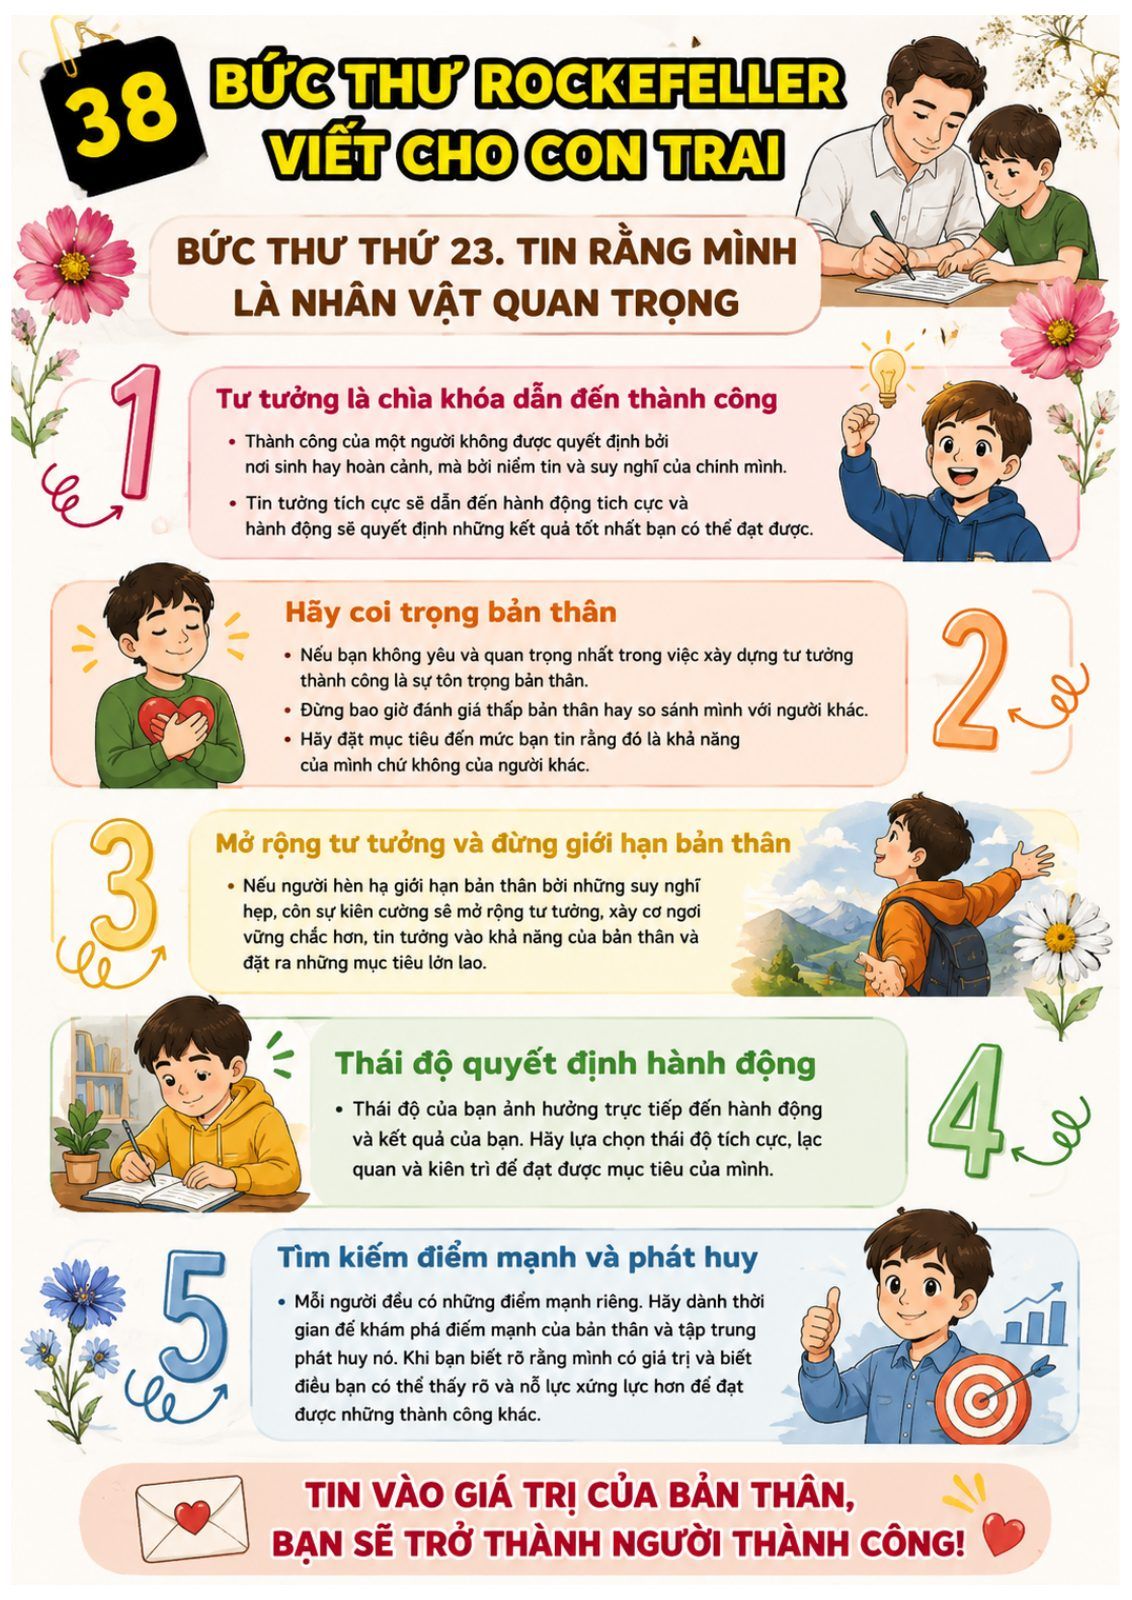 38
BỨC THƯ ROCKEFELLER
VIẾT CHO CON TRAI
BỨC THƯ THỨ 23. TIN RẰNG MÌNH
LÀ NHÂN VẬT QUAN TRỌNG
1
Tư tưởng là chìa khóa dẫn đến thành công
• Thành công của một người không được quyết định bởi
nơi sinh hay hoàn cảnh, mà bởi niểm tin và suy nghĩ của chính mình.
• Tin tưởng tích cực sẽ dẫn đến hành động tích cực và
hành động sẽ quyết định những kết quả tốt nhất bạn có thể đạt được.
2
Hãy coi trọng bản thân
• Nếu bạn không yêu và quan trọng nhất trong việc xày dựng tư tưởng
thành công là sự tôn trọng bản thân.
• Đừng bao giờ đánh giá thấp bản thân hay so sánh mình với người khác.
• Hãy đặt mục tiêu đến mức bạn tin rằng đó là khả năng
của mình chứ không của người khác.
3
Mở rộng tư tưởng và đừng giới hạn bản thân
• Nếu người hèn hạ giới hạn bản thân bởi những suy nghĩ
hẹp, côn sự kiên cường sẽ mở rộng tư tưởng, xày cơ ngơi
vững chắc hơn, tin tưởng vào khả năng của bản thân và
đặt ra những mục tiêu lớn lao.
4
Thái độ quyết định hành động
• Thái độ của bạn ảnh hưởng trực tiếp đến hành động
và kết quả của bạn. Hãy lựa chọn thái độ tích cực, lạc
quan và kiên trì để đạt được mục tiêu của mình.
5
Tìm kiếm điểm mạnh và phát huy
• Mỗi người đều có những điểm mạnh riêng. Hãy dành thời
gian để khám phá điểm mạnh của bản thân và tập trung
phát huy nó. Khi bạn biết rõ rằng mình có giá trị và biết
điều bạn có thể thấy rõ và nỗ lực xứng lực hơn để đạt
được những thành công khác.
TIN VÀO GIÁ TRỊ CỦA BẢN THÂN,
BẠN SẼ TRỞ THÀNH NGƯỜI THÀNH CÔNG!